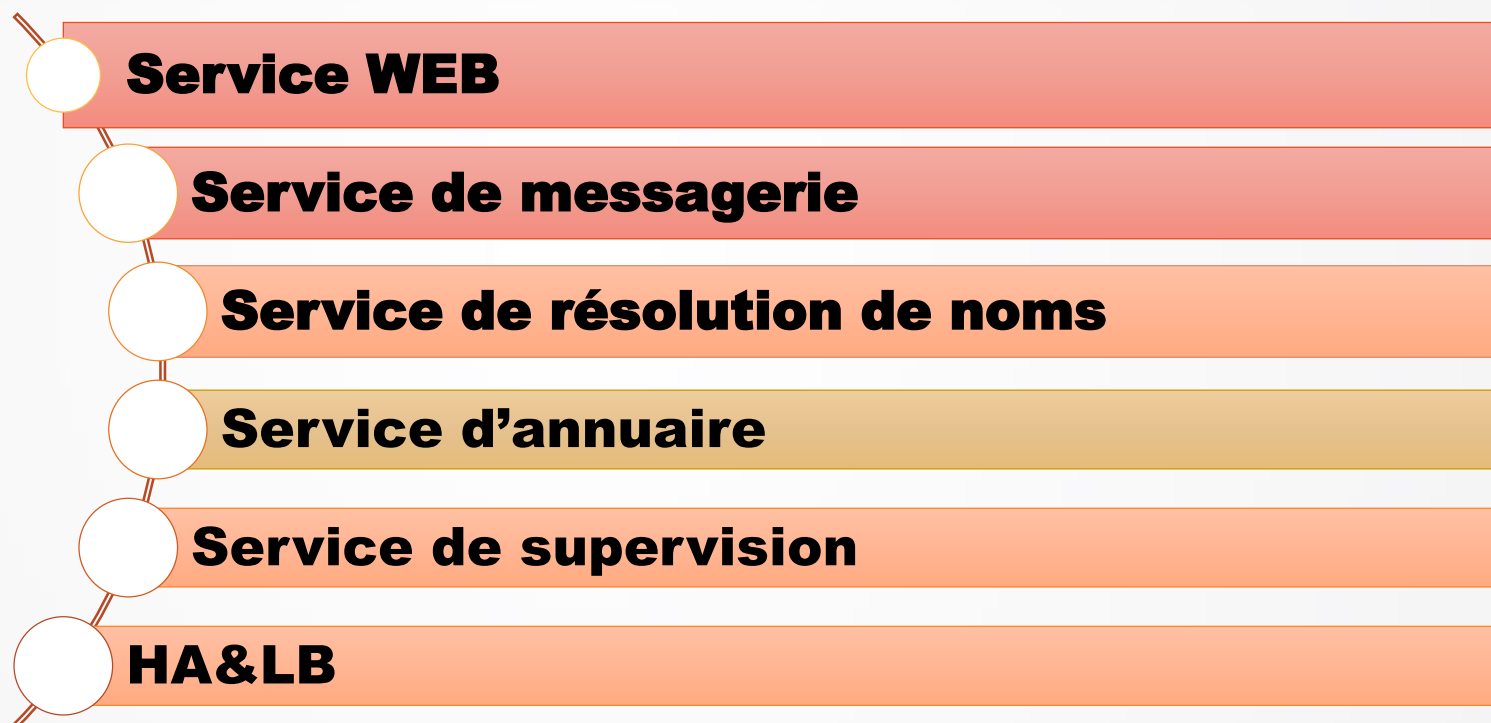 Service WEB
Service de messagerie
Service de résolution de noms
Service d’annuaire
Service de supervision
HA&LB